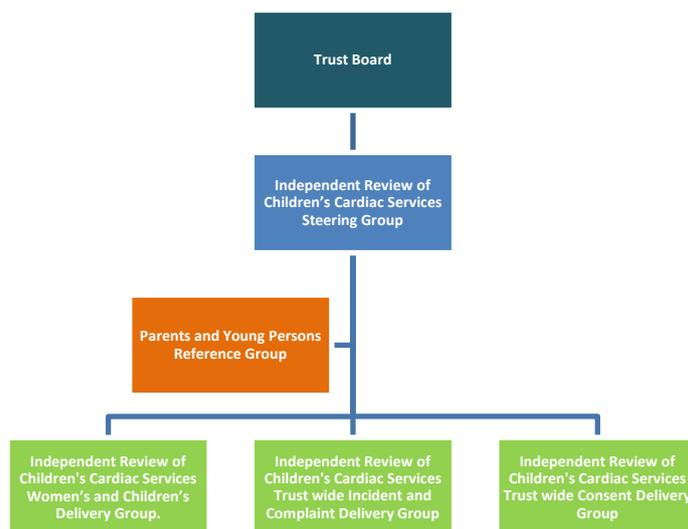 Trust Board
Independent Review of
Children’s Cardiac Services
Steering Group
Parents and Young Persons
Reference Group
Independent Review of
Children's Cardiac Services
Women’s and Children’s
Delivery Group.
Independent Review of
Children's Cardiac Services
Trust wide Incident and
Complaint Delivery Group
Independent Review of
Children's Cardiac Services
Trust wide Consent Delivery
Group